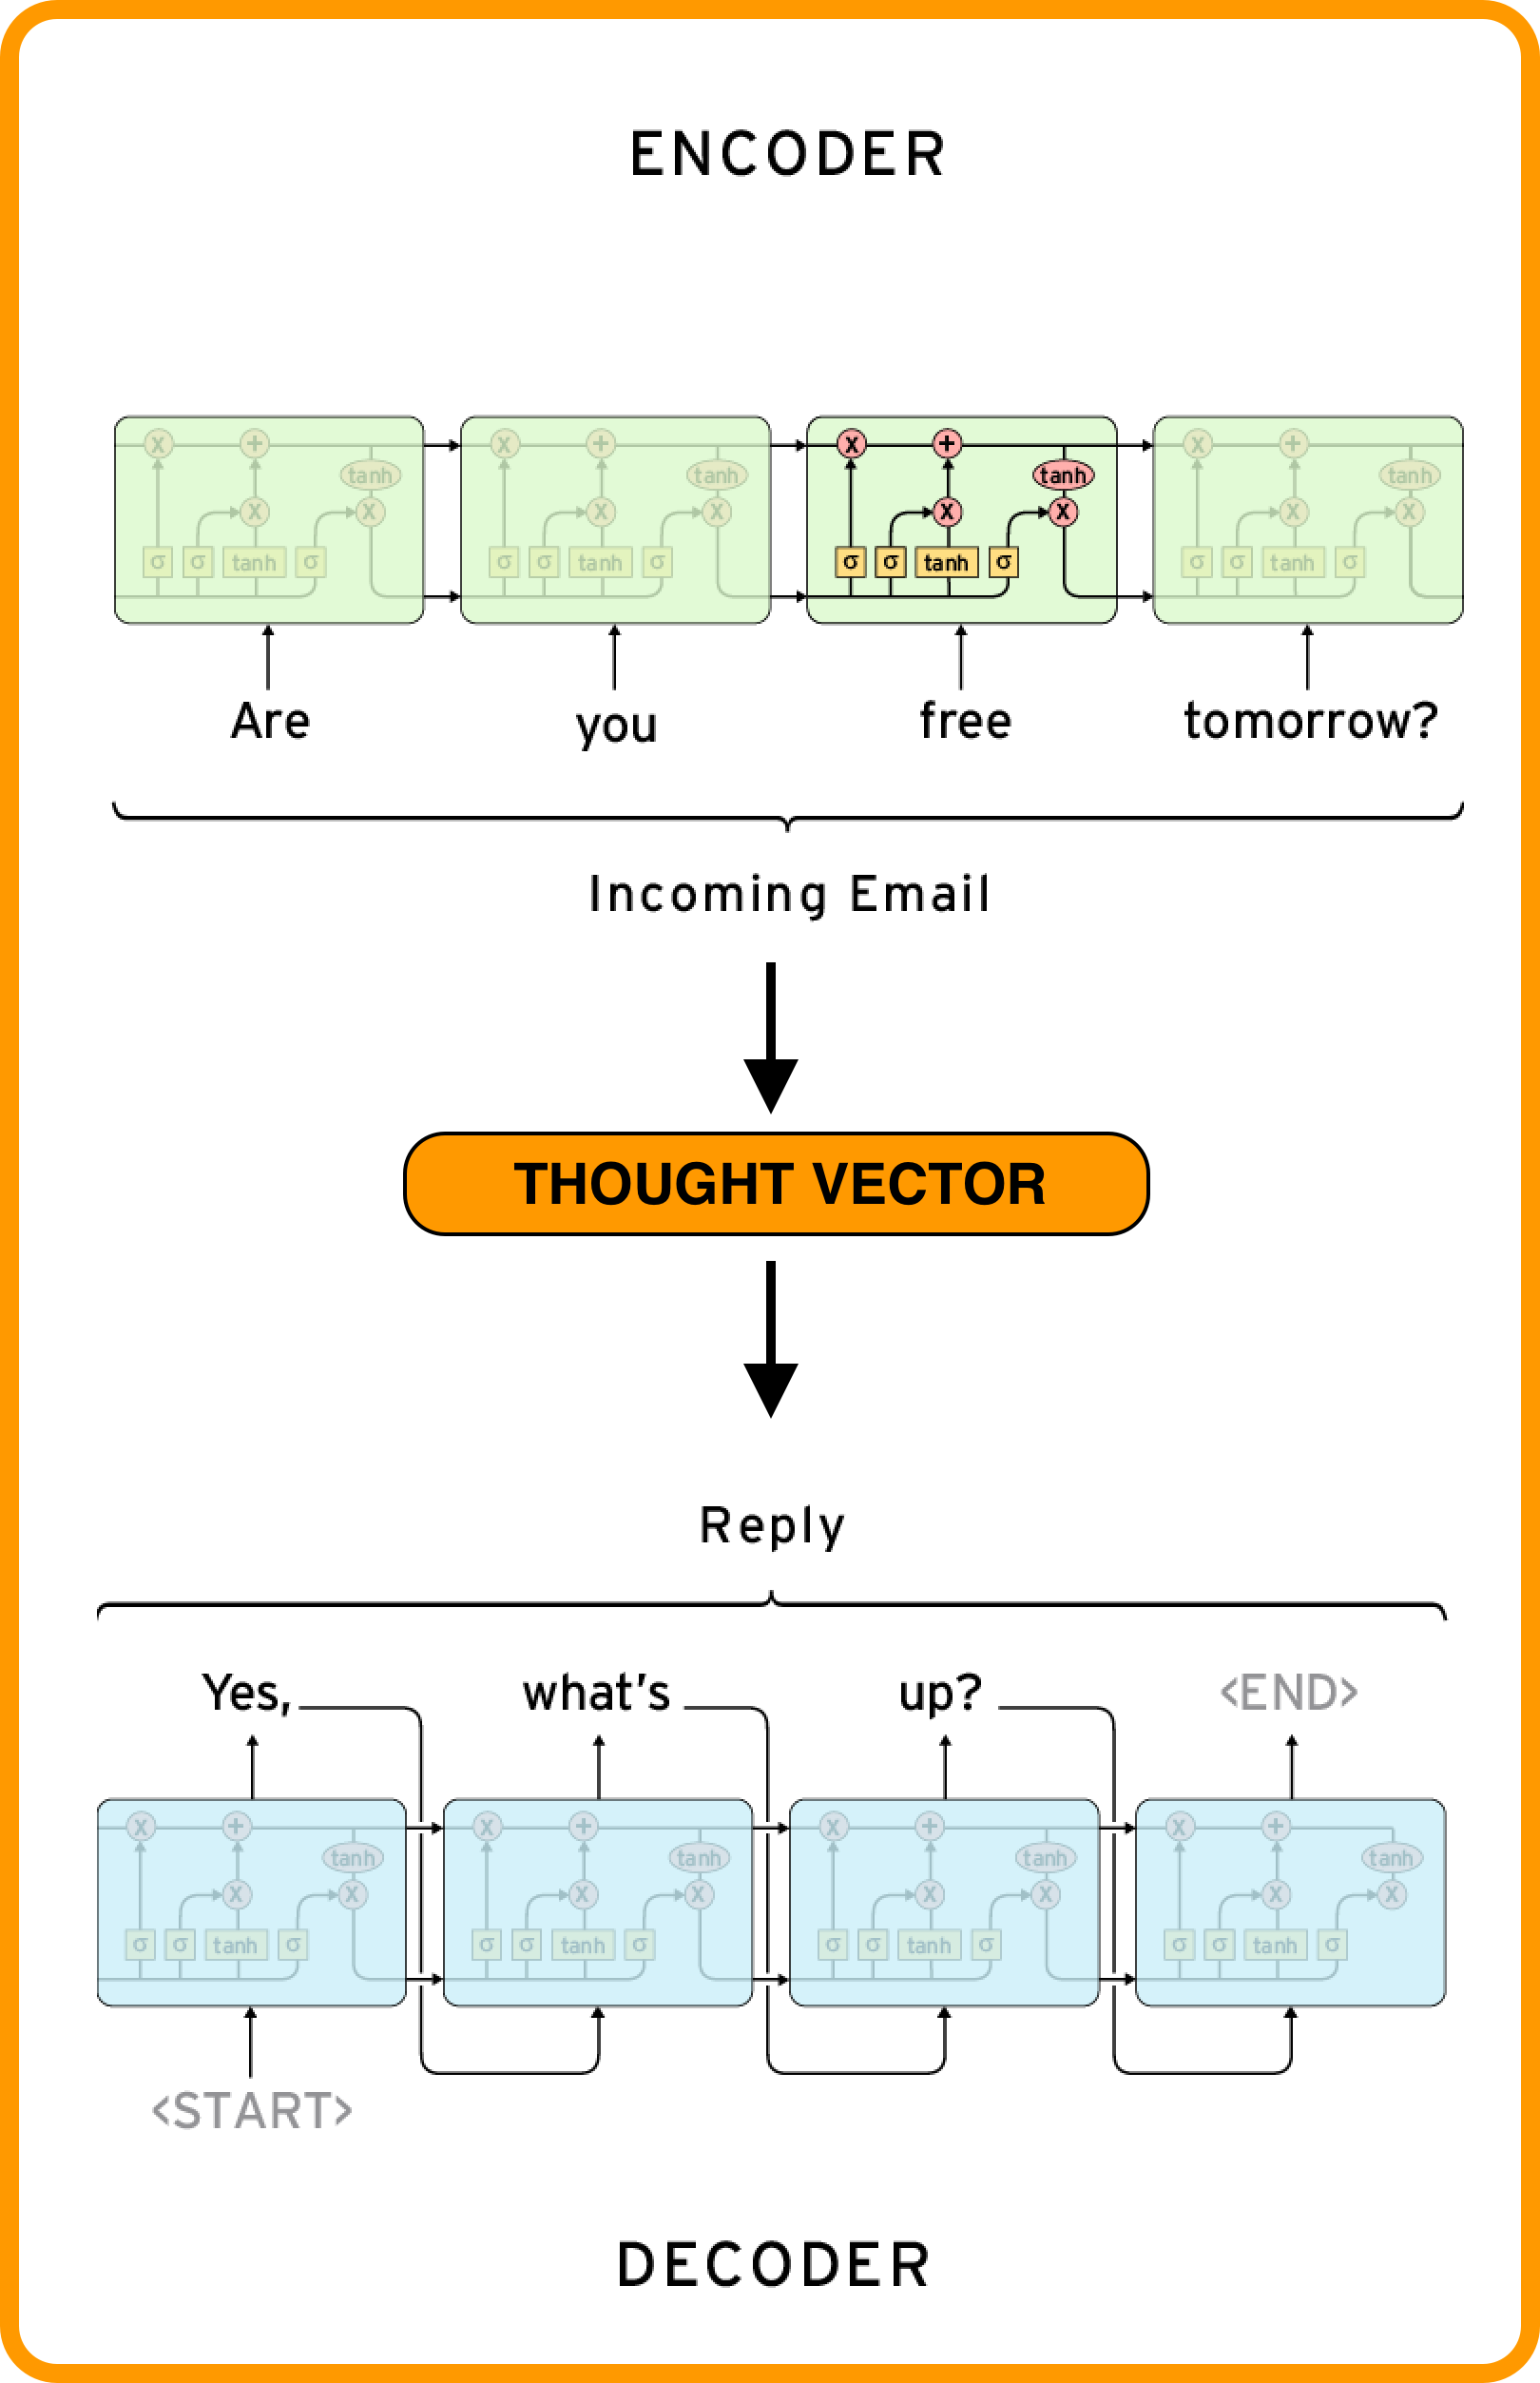 ENCODER
x + x + x + x +
tanh tanh tanh tanh
x x x x x x x x
σ σ tanh σ σ σ tanh σ σ σ tanh σ σ σ tanh σ
Are you free tomorrow?
Incoming Email
THOUGHT VECTOR
Reply
Yes, what's up? <END>
x + x + x + x +
tanh tanh tanh tanh
x x x x x x x x
σ σ tanh σ σ σ tanh σ σ σ tanh σ σ σ tanh σ
<START>
DECODER